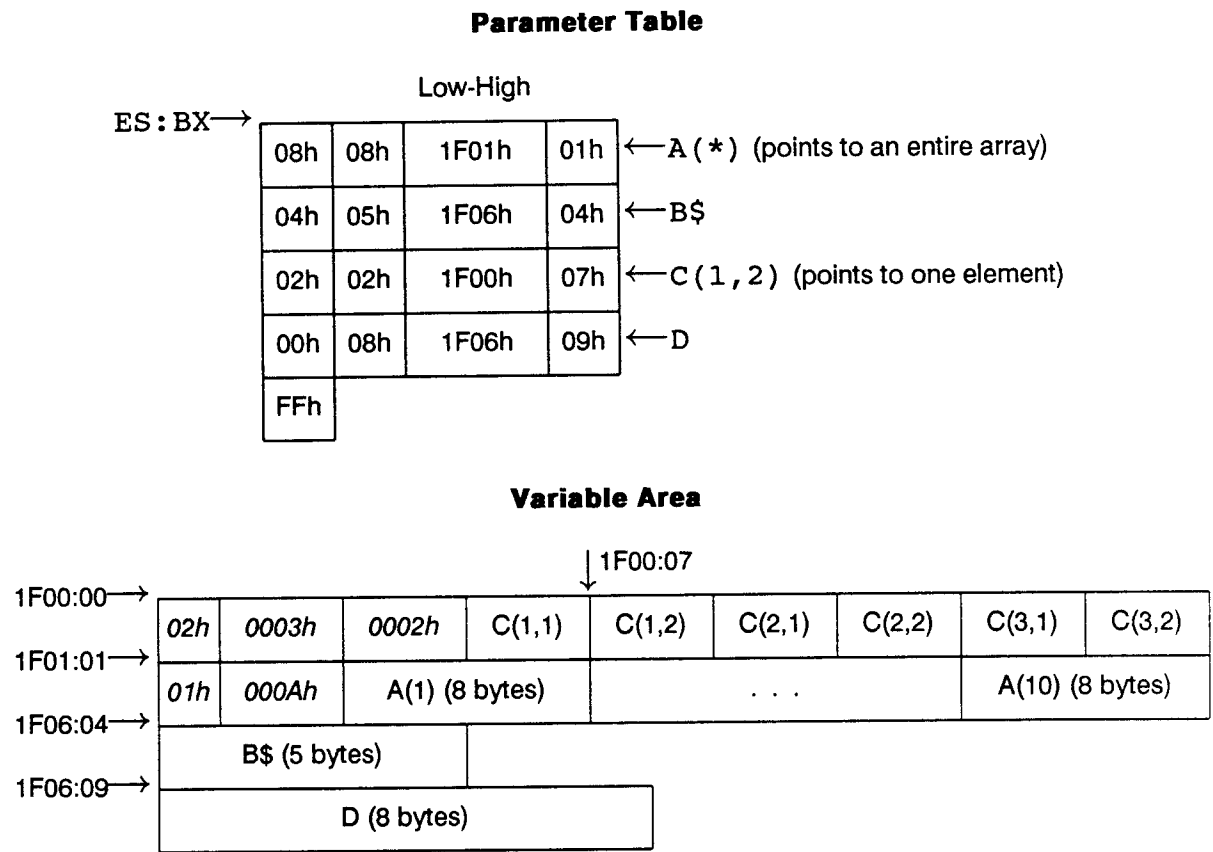 Parameter Table
Low-High
ES:BX→
08h 08h 1F01h 01h ←A(*) (points to an entire array)
04h 05h 1F06h 04h ←B$
02h 02h 1F00h 07h ←C(1,2) (points to one element)
00h 08h 1F06h 09h ←D
FFh
Variable Area
↓ 1F00:07
1F00:00→
02h 0003h 0002h C(1,1) C(1,2) C(2,1) C(2,2) C(3,1) C(3,2)
1F01:01→
01h 000Ah A(1) (8 bytes) . . . A(10) (8 bytes)
1F06:04→
B$ (5 bytes)
1F06:09→
D (8 bytes)